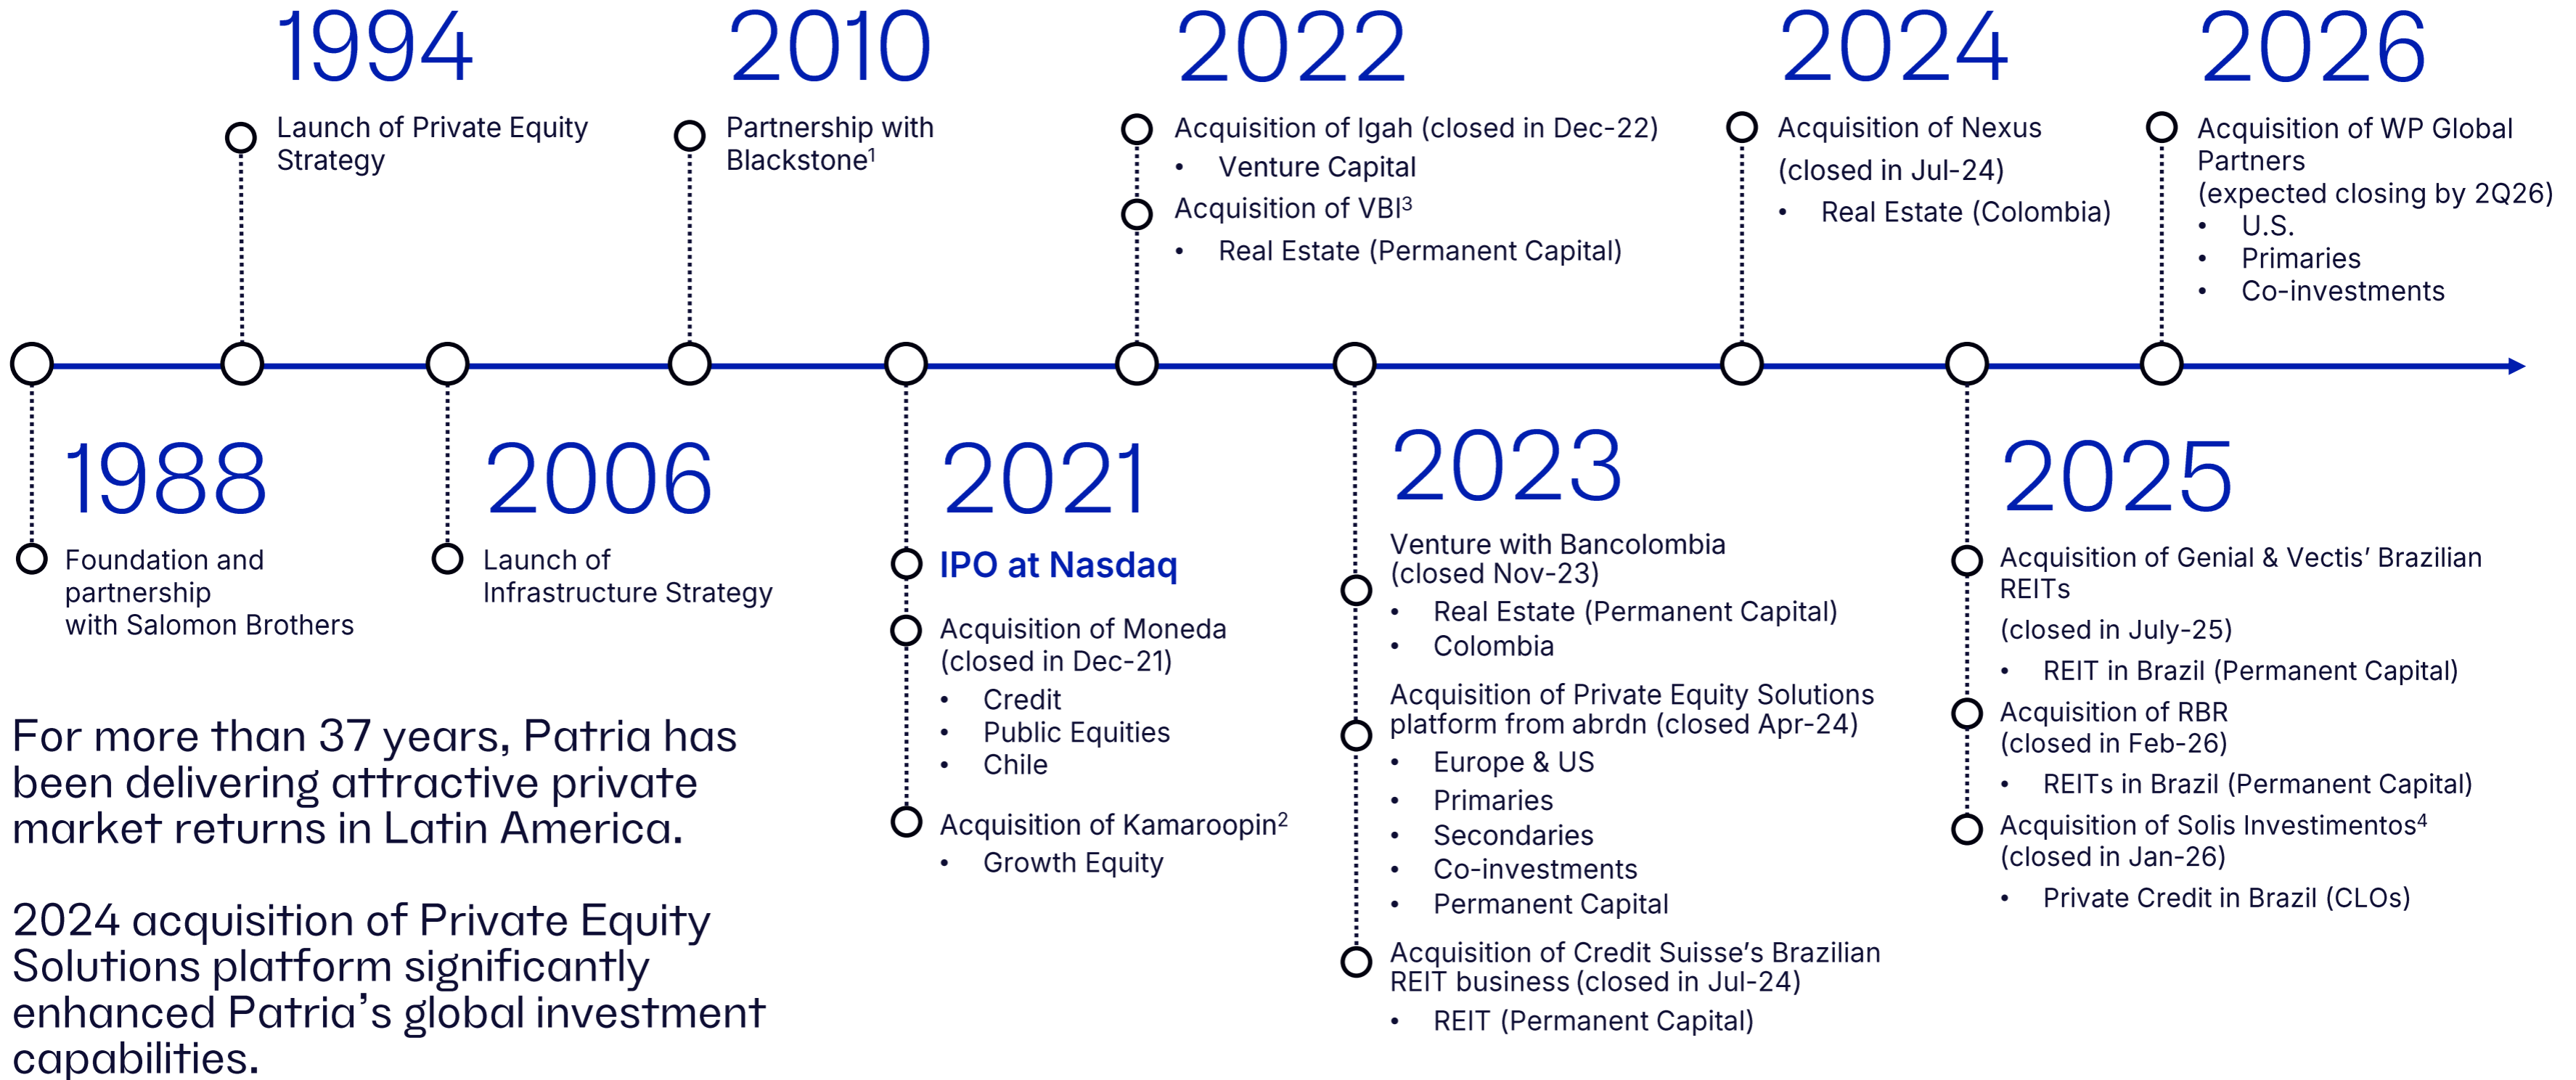 1994
Launch of Private Equity
Strategy
2010
Partnership with
Blackstone¹
2022
Acquisition of Igah (closed in Dec-22)
• Venture Capital
Acquisition of VBI³
• Real Estate (Permanent Capital)
2024
Acquisition of Nexus
(closed in Jul-24)
• Real Estate (Colombia)
2026
Acquisition of WP Global
Partners
(expected closing by 2Q26)
• U.S.
• Primaries
• Co-investments
1988
Foundation and
partnership
with Salomon Brothers
2006
Launch of
Infrastructure Strategy
2021
IPO at Nasdaq
Acquisition of Moneda
(closed in Dec-21)
• Credit
• Public Equities
• Chile
Acquisition of Kamaroopin²
• Growth Equity
2023
Venture with Bancolombia
(closed Nov-23)
• Real Estate (Permanent Capital)
• Colombia
Acquisition of Private Equity Solutions
platform from abrdn (closed Apr-24)
• Europe & US
• Primaries
• Secondaries
• Co-investments
• Permanent Capital
Acquisition of Credit Suisse’s Brazilian
REIT business (closed in Jul-24)
• REIT (Permanent Capital)
2025
Acquisition of Genial & Vectis’ Brazilian
REITs
(closed in July-25)
• REIT in Brazil (Permanent Capital)
Acquisition of RBR
(closed in Feb-26)
• REITs in Brazil (Permanent Capital)
Acquisition of Solis Investimentos⁴
(closed in Jan-26)
• Private Credit in Brazil (CLOs)
For more than 37 years, Patria has
been delivering attractive private
market returns in Latin America.
2024 acquisition of Private Equity
Solutions platform significantly
enhanced Patria’s global investment
capabilities.